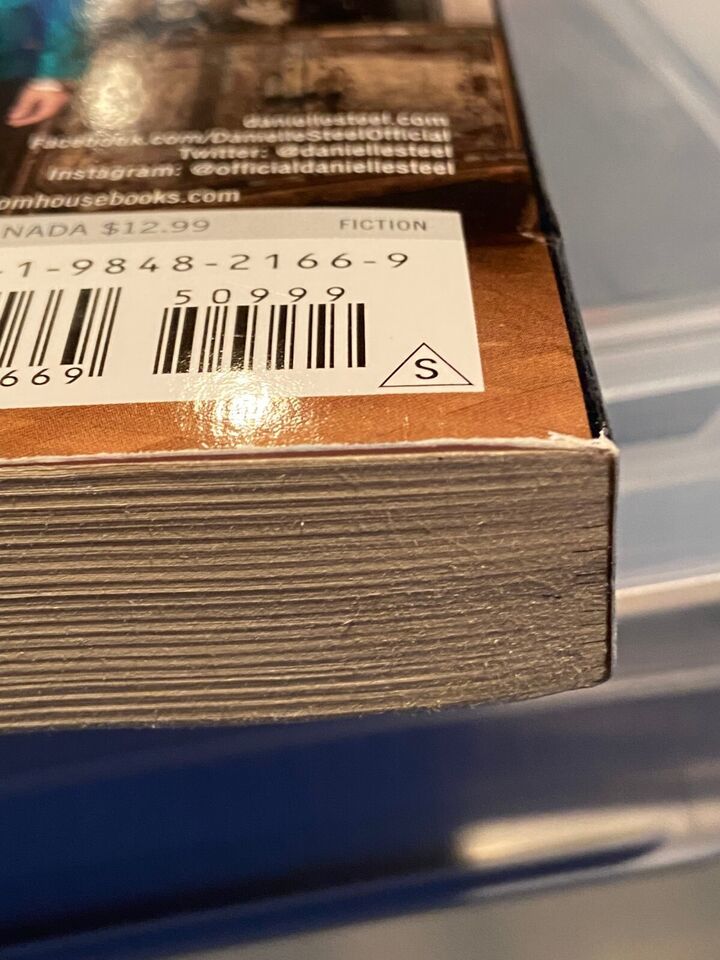 daniellesteel.com
Facebook.com/DanielleSteelOfficial
Twitter: @daniellesteel
Instagram: @officialdaniellesteel
omhousebooks.com
NADA $12.99 FICTION
-1-9848-2166-9
50999
669
S